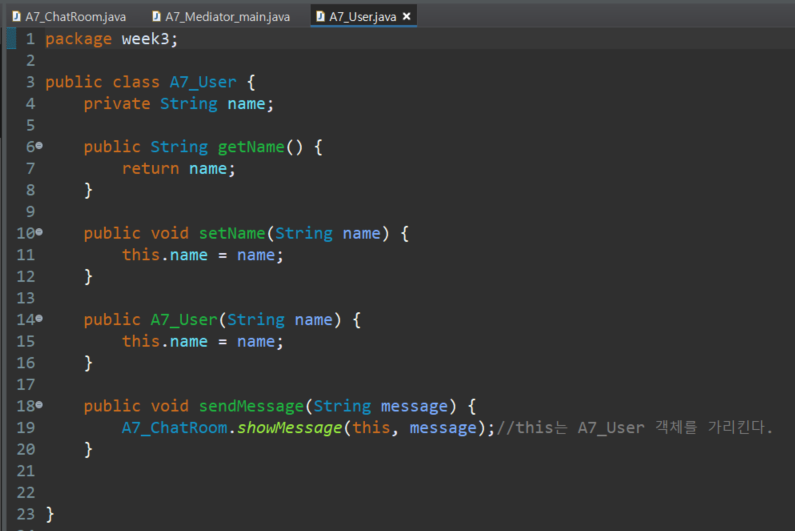 A7_ChatRoom.java A7_Mediator_main.java A7_User.java ×
1 package week3;
2
3 public class A7_User {
4     private String name;
5
6     public String getName() {
7         return name;
8     }
9
10     public void setName(String name) {
11         this.name = name;
12     }
13
14     public A7_User(String name) {
15         this.name = name;
16     }
17
18     public void sendMessage(String message) {
19         A7_ChatRoom.showMessage(this, message);//this는 A7_User 객체를 가리킨다.
20     }
21
22
23 }